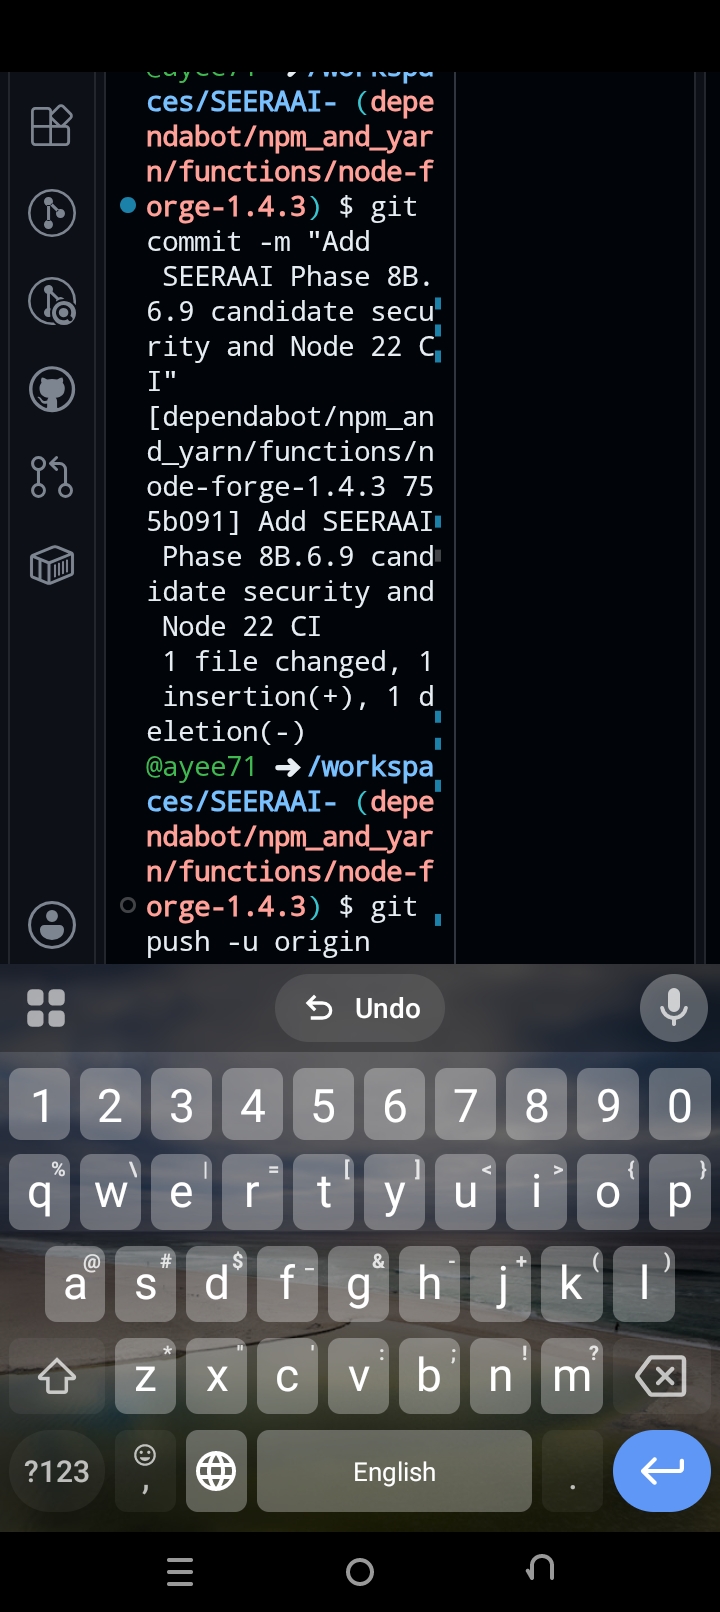 @ayee71 ➜ /workspa
ces/SEERAAI- (depe
ndabot/npm_and_yar
n/functions/node-f
orge-1.4.3) $ git
commit -m "Add
 SEERAAI Phase 8B.
6.9 candidate secu
rity and Node 22 C
I"
[dependabot/npm_an
d_yarn/functions/n
ode-forge-1.4.3 75
5b091] Add SEERAAI
 Phase 8B.6.9 cand
idate security and
 Node 22 CI
 1 file changed, 1
 insertion(+), 1 d
eletion(-)
@ayee71 ➜ /workspa
ces/SEERAAI- (depe
ndabot/npm_and_yar
n/functions/node-f
orge-1.4.3) $ git
push -u origin
Undo
1 2 3 4 5 6 7 8 9 0
% \ | = [ ] < > { }
q w e r t y u i o p
@ # $ _ & - + ( )
a s d f g h j k l
* " ' : ; ! ?
z x c v b n m
?123 , English .